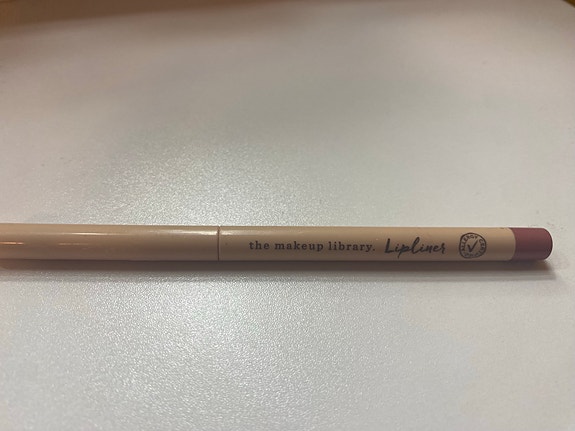 the makeup library. Lipliner